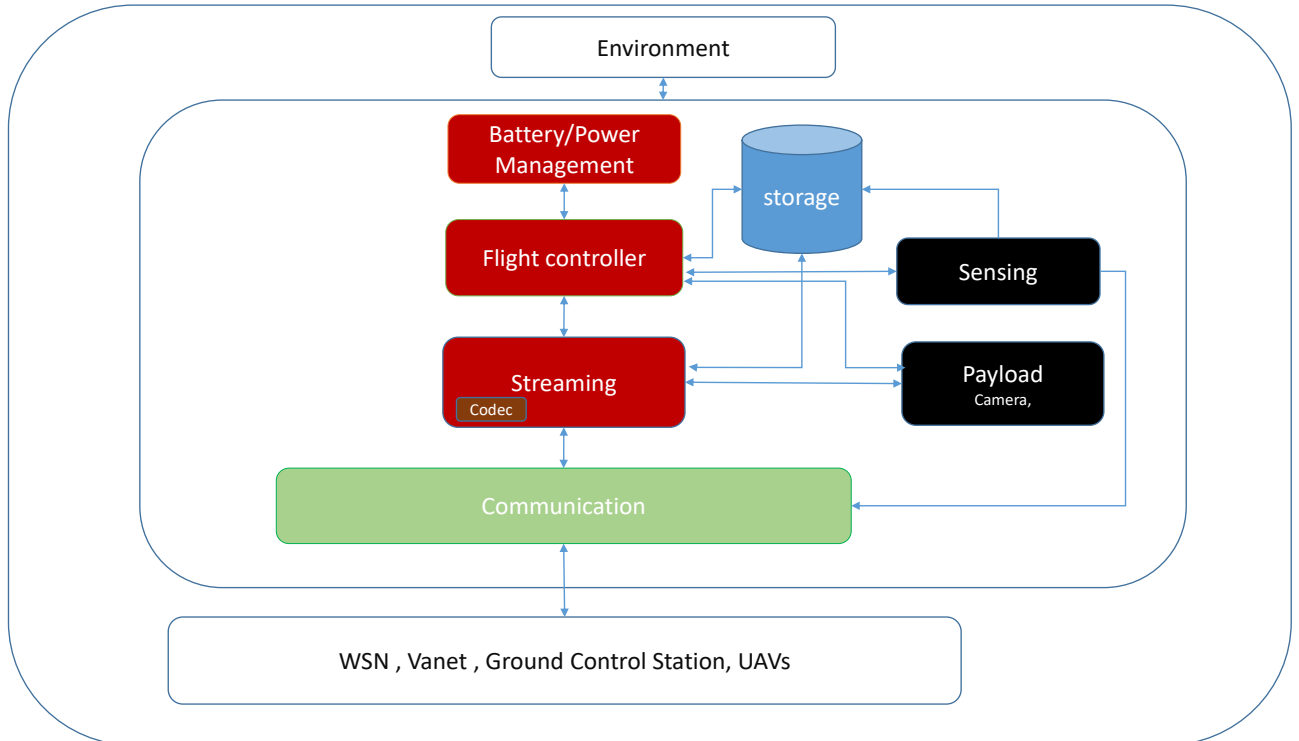 Environment
Battery/Power
Management
storage
Flight controller
Sensing
Streaming
Codec
Payload
Camera,
Communication
WSN , Vanet , Ground Control Station, UAVs